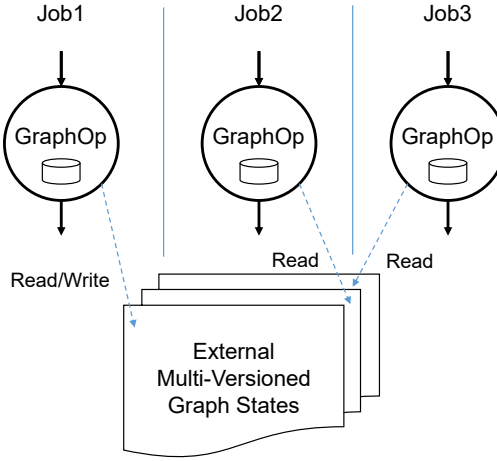 Job1
Job2
Job3
GraphOp
GraphOp
GraphOp
Read/Write
Read
Read
External
Multi-Versioned
Graph States